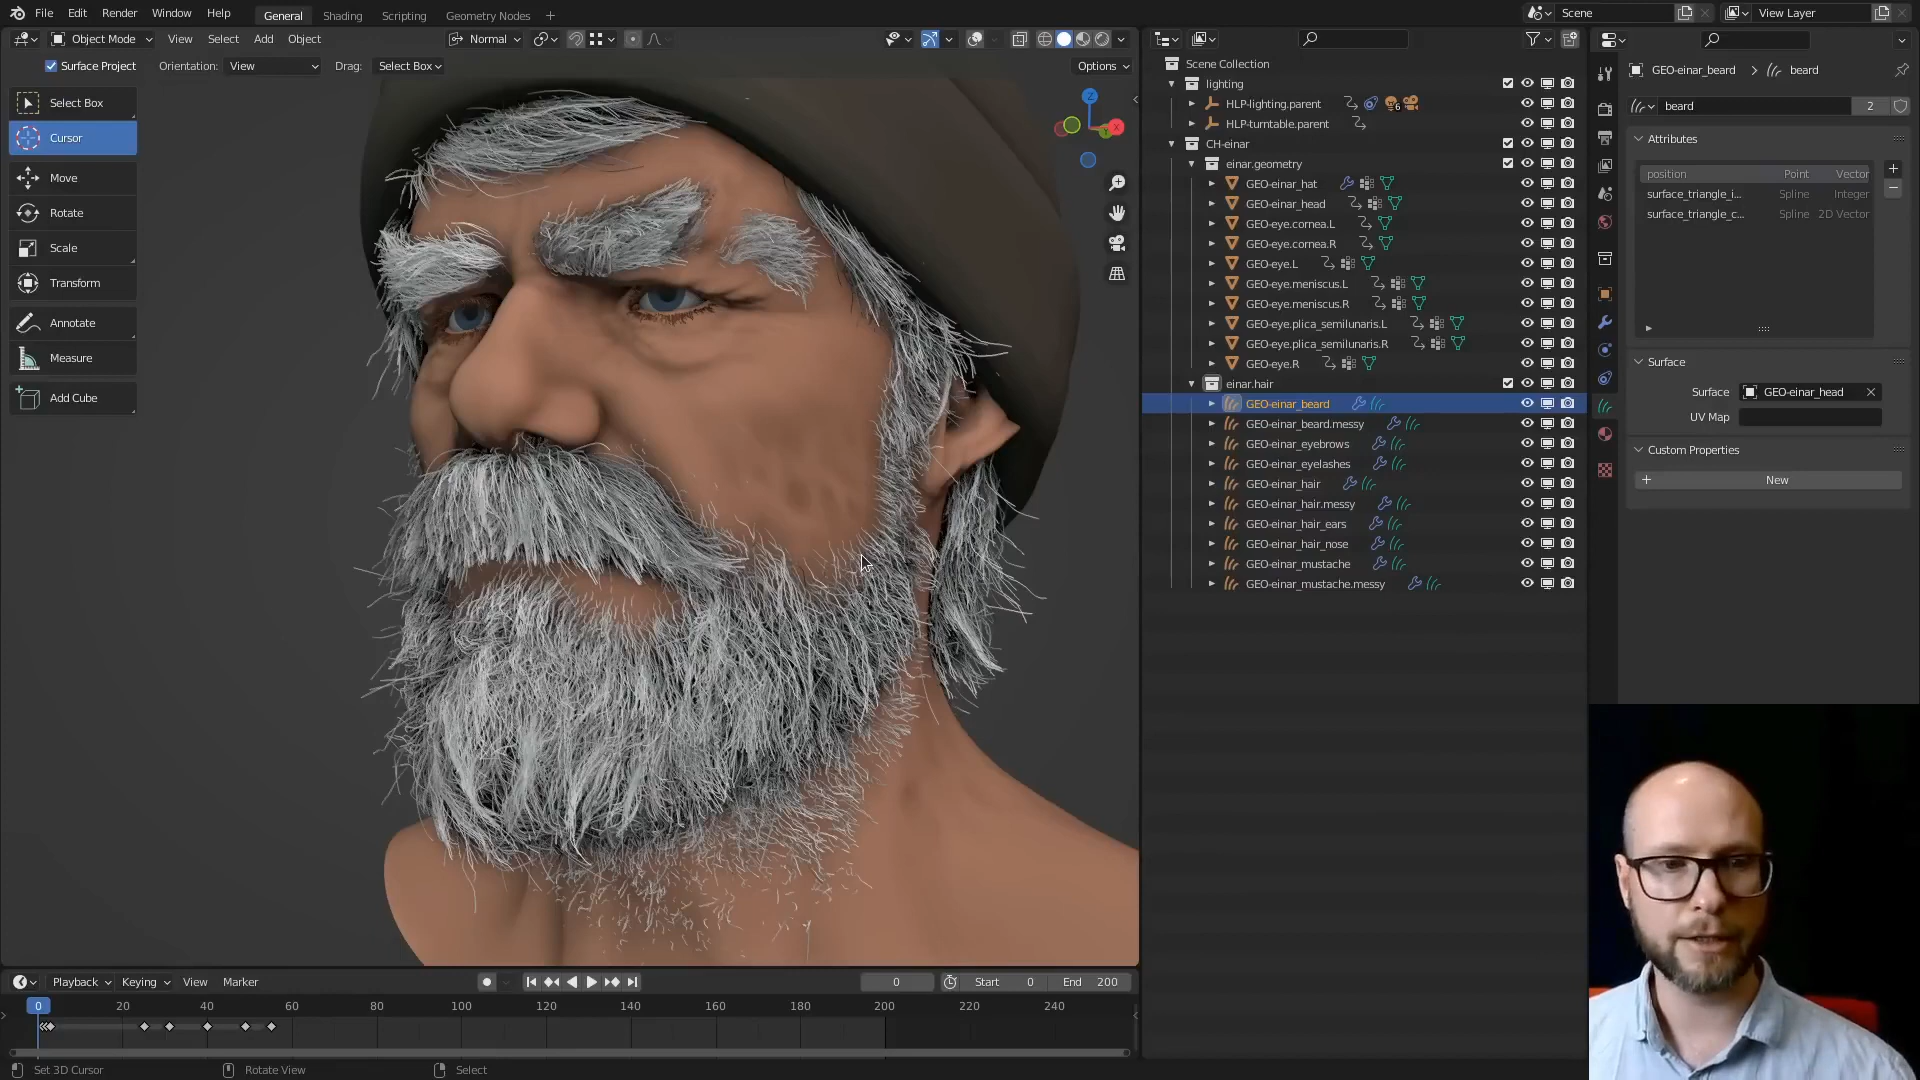 File Edit Render Window Help General Shading Scripting Geometry Nodes + Scene View Layer
Object Mode View Select Add Object Normal
Surface Project Orientation: View Drag: Select Box Options
Select Box
Cursor
Move
Rotate
Scale
Transform
Annotate
Measure
Add Cube
Z
X
Y
Scene Collection
lighting
HLP-lighting.parent 6
HLP-turntable.parent
CH-einar
einar.geometry
GEO-einar_hat
GEO-einar_head
GEO-eye.cornea.L
GEO-eye.cornea.R
GEO-eye.L
GEO-eye.meniscus.L
GEO-eye.meniscus.R
GEO-eye.plica_semilunaris.L
GEO-eye.plica_semilunaris.R
GEO-eye.R
einar.hair
GEO-einar_beard
GEO-einar_beard.messy
GEO-einar_eyebrows
GEO-einar_eyelashes
GEO-einar_hair
GEO-einar_hair.messy
GEO-einar_hair_ears
GEO-einar_hair_nose
GEO-einar_mustache
GEO-einar_mustache.messy
GEO-einar_beard > beard
beard 2
Attributes
position Point Vector
surface_triangle_i... Spline Integer
surface_triangle_c... Spline 2D Vector
Surface
Surface GEO-einar_head
UV Map
Custom Properties
+ New
Playback Keying View Marker 0 Start 0 End 200
0 20 40 60 80 100 120 140 160 180 200 220 240
Set 3D Cursor Rotate View Select